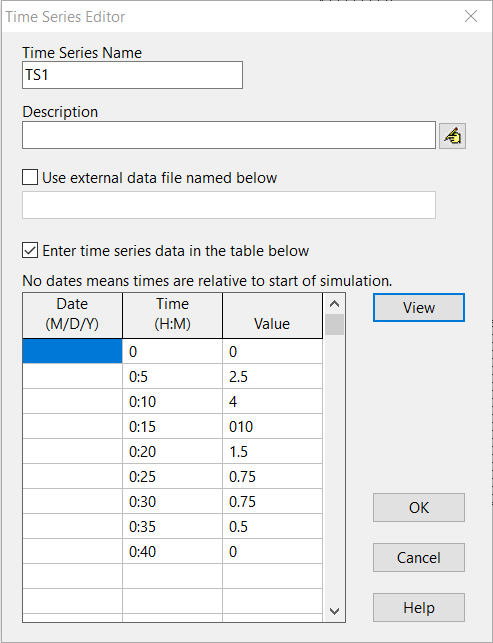 Time Series Editor
Time Series Name
TS1
Description
Use external data file named below
Enter time series data in the table below
No dates means times are relative to start of simulation.
Date (M/D/Y) Time (H:M) Value
View
0 0
0:5 2.5
0:10 4
0:15 010
0:20 1.5
0:25 0.75
0:30 0.75
0:35 0.5
0:40 0
OK
Cancel
Help